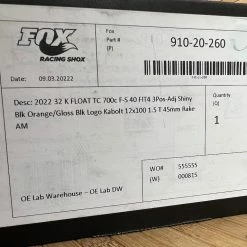 FOX
RACING SHOX
Fox
Part #
(P)
910-20-260
Date: 09.03.20222
Desc: 2022 32 K FLOAT TC 700c F-S 40 FIT4 3Pos-Adj Shiny
Blk Orange/Gloss Blk Logo Kabolt 12x100 1.5 T 45mm Rake
AM
Quantity
(Q)
1
OE Lab Warehouse – OE Lab DW
WO# 555555
(W) 000815